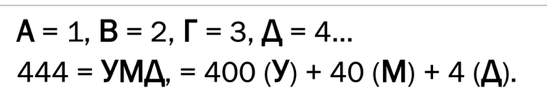 А = 1, В = 2, Г = 3, Д = 4...
444 = УМД, = 400 (У) + 40 (М) + 4 (Д).